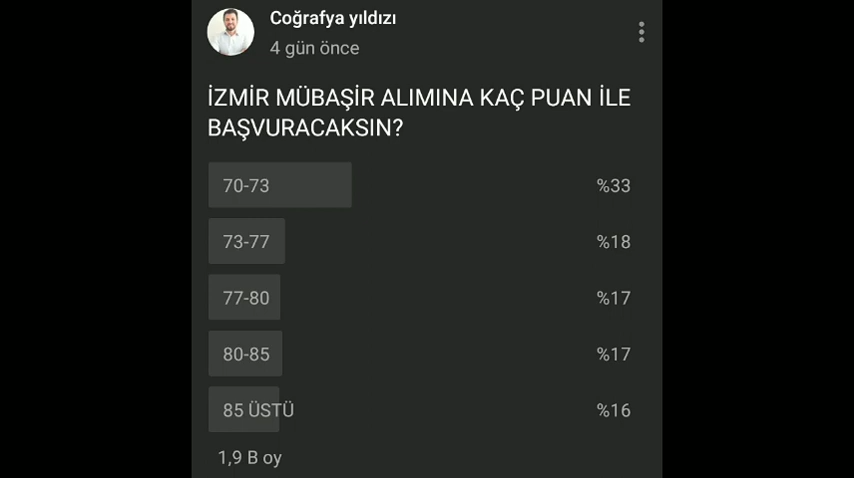 Coğrafya yıldızı
4 gün önce
İZMİR MÜBAŞİR ALIMINA KAÇ PUAN İLE
BAŞVURACAKSIN?
70-73 %33
73-77 %18
77-80 %17
80-85 %17
85 ÜSTÜ %16
1,9 B oy